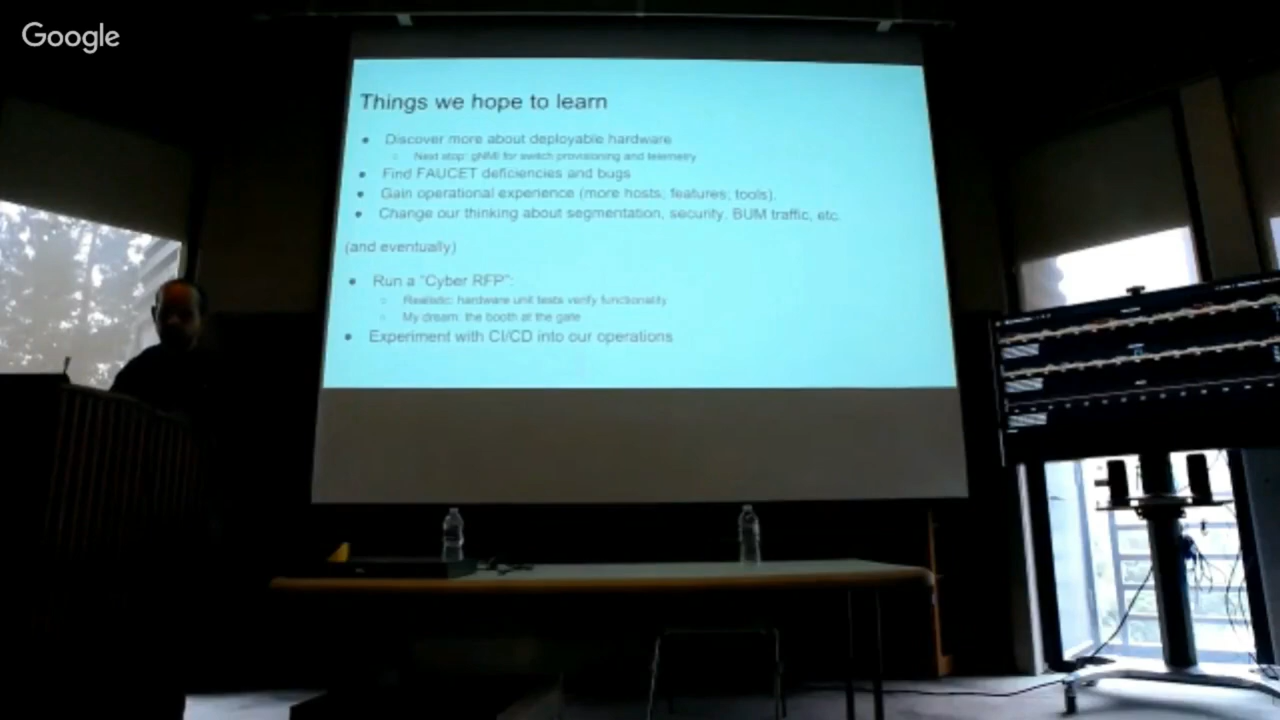 Google
Things we hope to learn
Discover more about deployable hardware
Next stop: gNMI for switch provisioning and telemetry
Find FAUCET deficiencies and bugs
Gain operational experience (more hosts; features; tools).
Change our thinking about segmentation, security, BUM traffic, etc.
(and eventually)
Run a "Cyber RFP":
Realistic: hardware unit tests verify functionality
My dream: the booth at the gate
Experiment with CI/CD into our operations